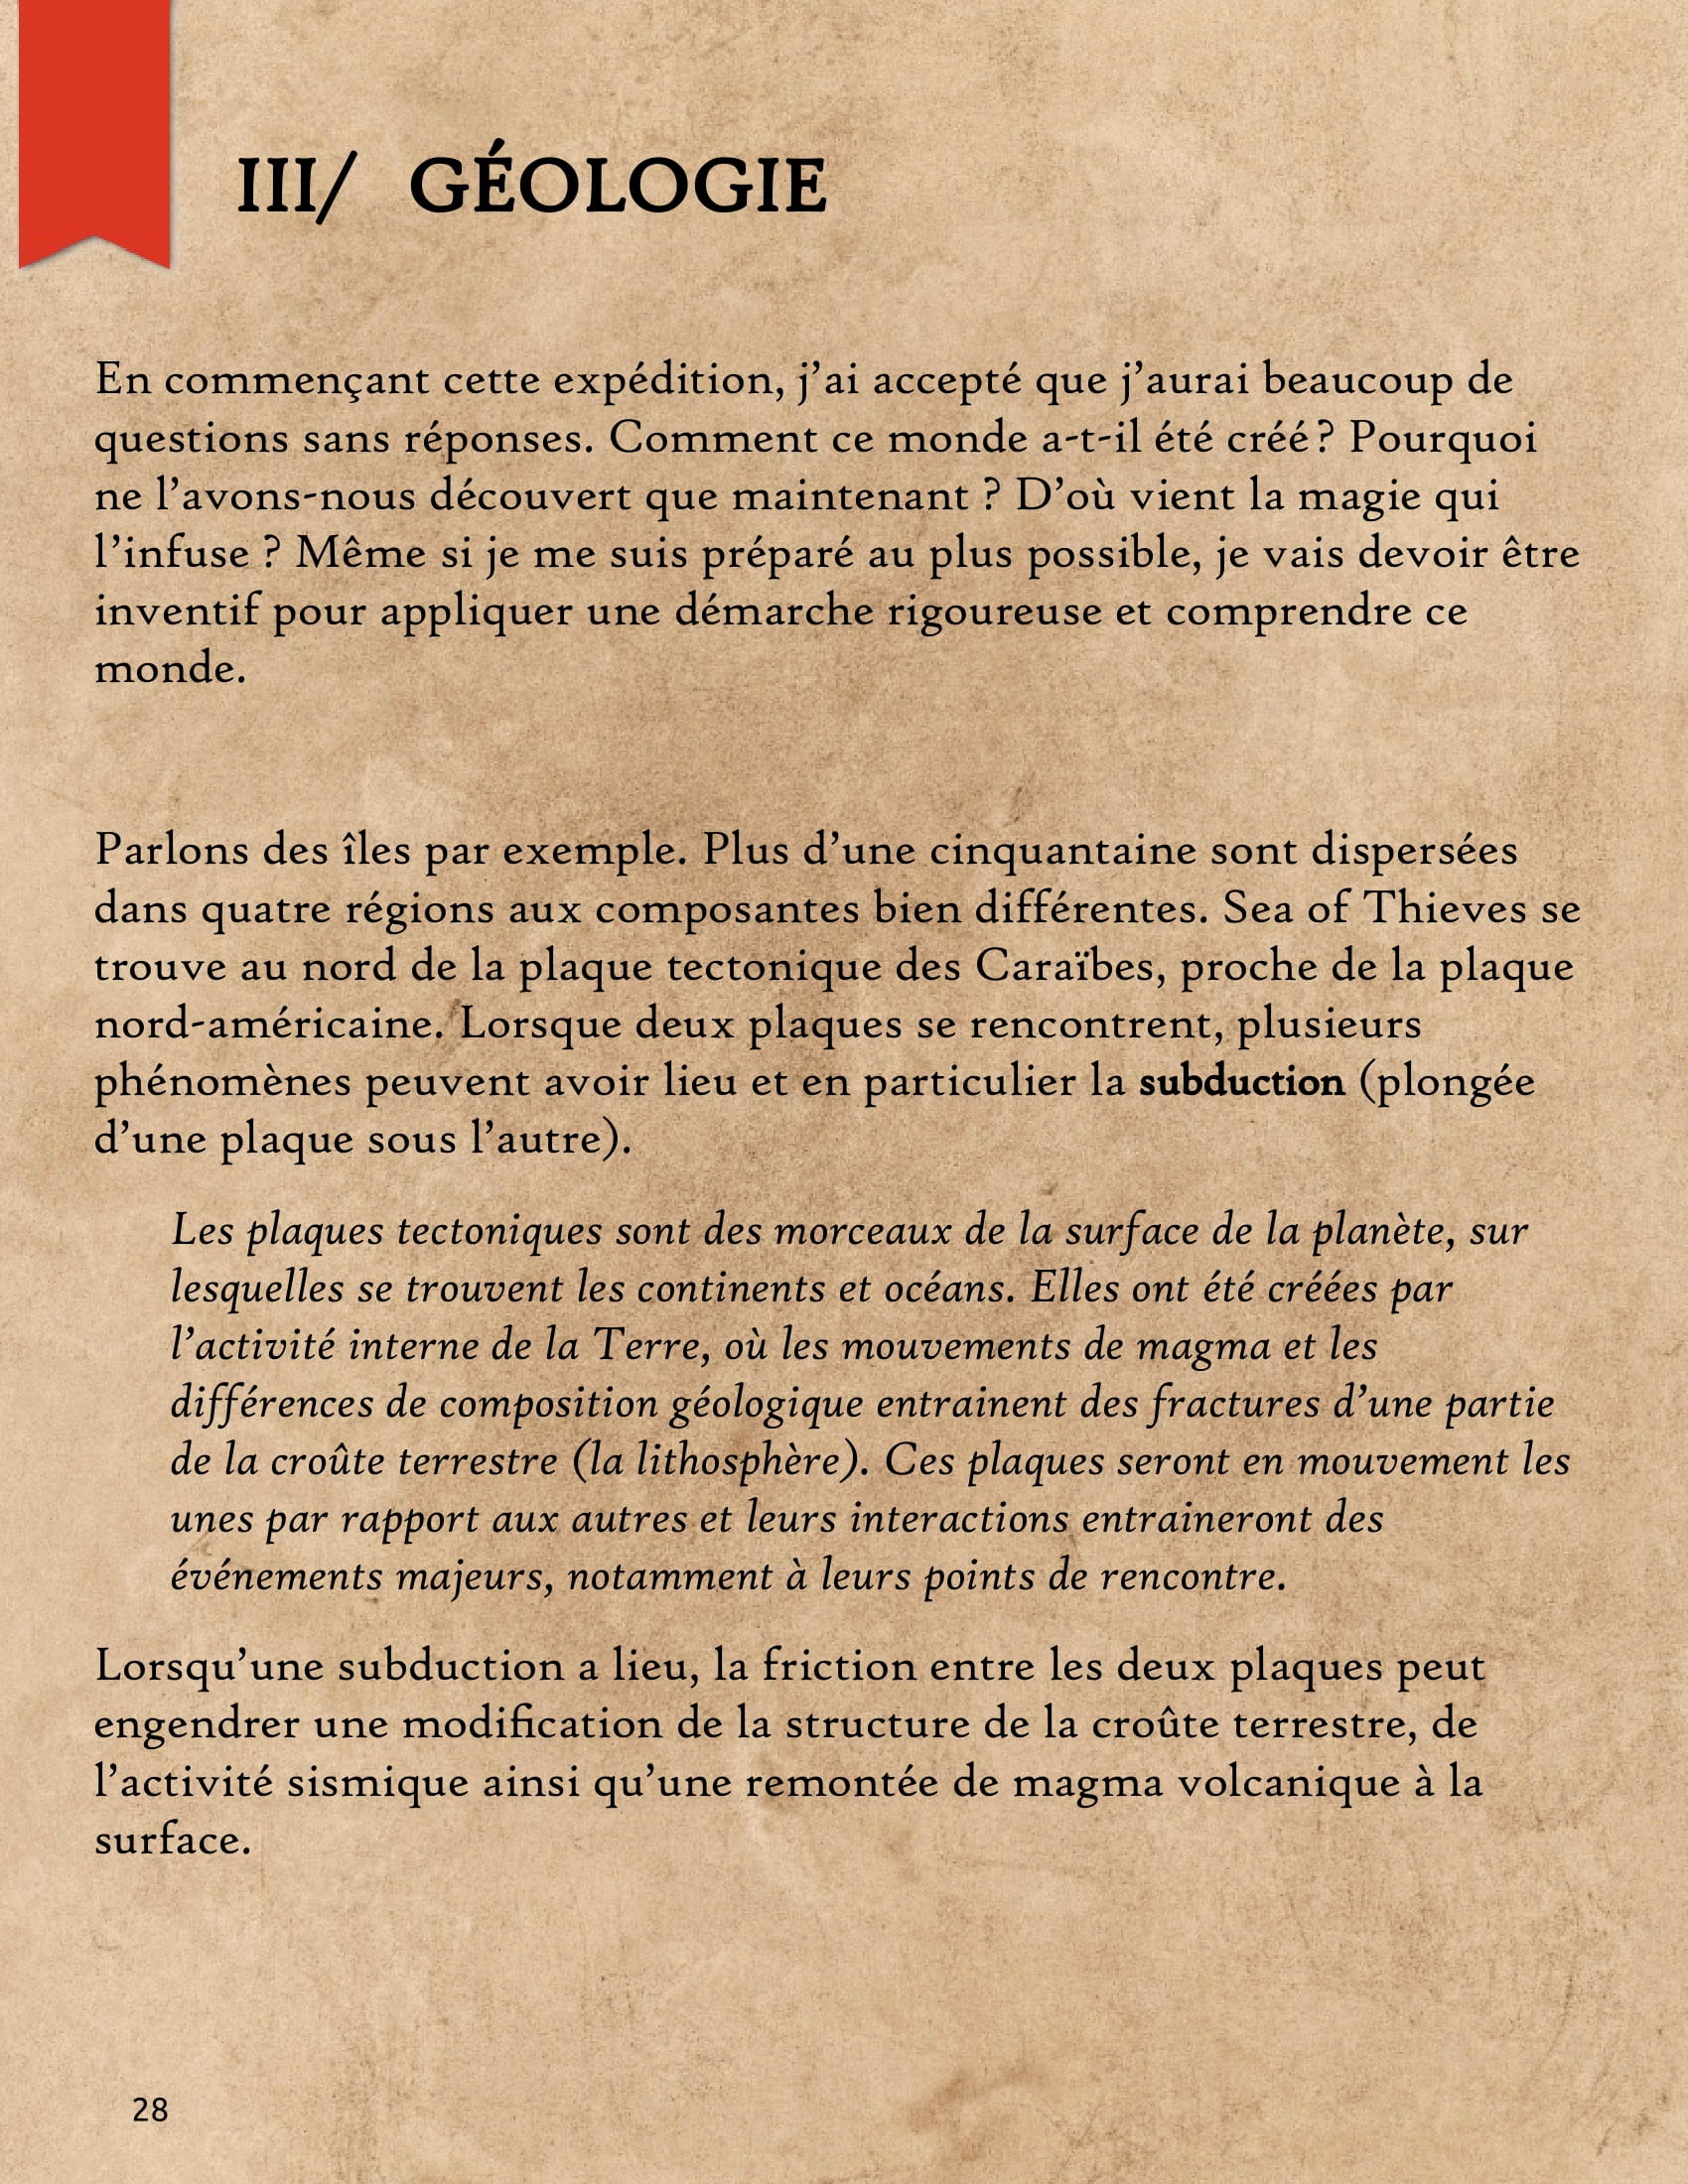 III/ GÉOLOGIE
En commençant cette expédition, j’ai accepté que j’aurai beaucoup de
questions sans réponses. Comment ce monde a-t-il été créé? Pourquoi
ne l’avons-nous découvert que maintenant ? D’où vient la magie qui
l’infuse ? Même si je me suis préparé au plus possible, je vais devoir être
inventif pour appliquer une démarche rigoureuse et comprendre ce
monde.
Parlons des îles par exemple. Plus d’une cinquantaine sont dispersées
dans quatre régions aux composantes bien différentes. Sea of Thieves se
trouve au nord de la plaque tectonique des Caraïbes, proche de la plaque
nord-américaine. Lorsque deux plaques se rencontrent, plusieurs
phénomènes peuvent avoir lieu et en particulier la subduction (plongée
d’une plaque sous l’autre).
Les plaques tectoniques sont des morceaux de la surface de la planète, sur
lesquelles se trouvent les continents et océans. Elles ont été créées par
l’activité interne de la Terre, où les mouvements de magma et les
différences de composition géologique entrainent des fractures d’une partie
de la croûte terrestre (la lithosphère). Ces plaques seront en mouvement les
unes par rapport aux autres et leurs interactions entraineront des
événements majeurs, notamment à leurs points de rencontre.
Lorsqu’une subduction a lieu, la friction entre les deux plaques peut
engendrer une modification de la structure de la croûte terrestre, de
l’activité sismique ainsi qu’une remontée de magma volcanique à la
surface.
28